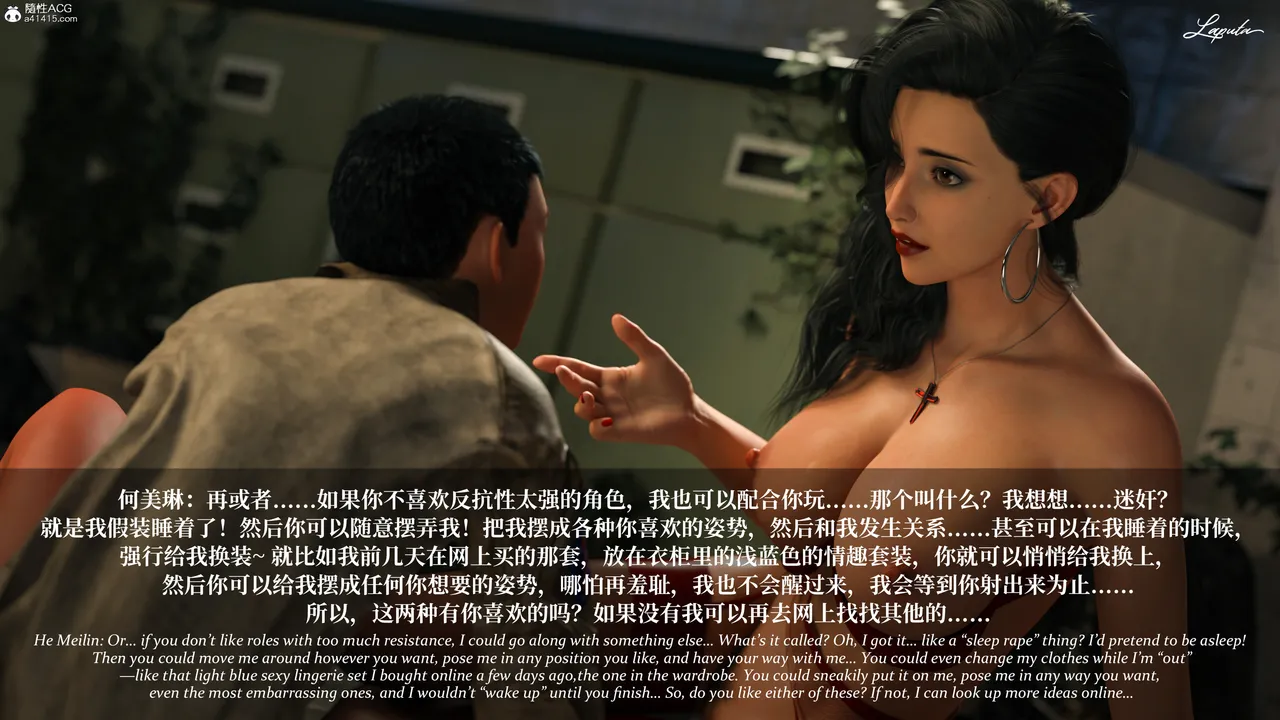 隨性ACG
a41415.com
Laputa
何美琳：再或者……如果你不喜欢反抗性太强的角色，我也可以配合你玩……那个叫什么？我想想……迷奸？
就是我假装睡着了！然后你可以随意摆弄我！把我摆成各种你喜欢的姿势，然后和我发生关系……甚至可以在我睡着的时候，
强行给我换装~ 就比如我前几天在网上买的那套，放在衣柜里的浅蓝色的情趣套装，你就可以悄悄给我换上，
然后你可以给我摆成任何你想要的姿势，哪怕再羞耻，我也不会醒过来，我会等到你射出来为止……
所以，这两种有你喜欢的吗？如果没有我可以再去网上找找其他的……
He Meilin: Or... if you don't like roles with too much resistance, I could go along with something else... What's it called? Oh, I got it... like a “sleep rape” thing? I'd pretend to be asleep!
Then you could move me around however you want, pose me in any position you like, and have your way with me... You could even change my clothes while I'm “out”
—like that light blue sexy lingerie set I bought online a few days ago,the one in the wardrobe. You could sneakily put it on me, pose me in any way you want,
even the most embarrassing ones, and I wouldn't “wake up” until you finish... So, do you like either of these? If not, I can look up more ideas online...